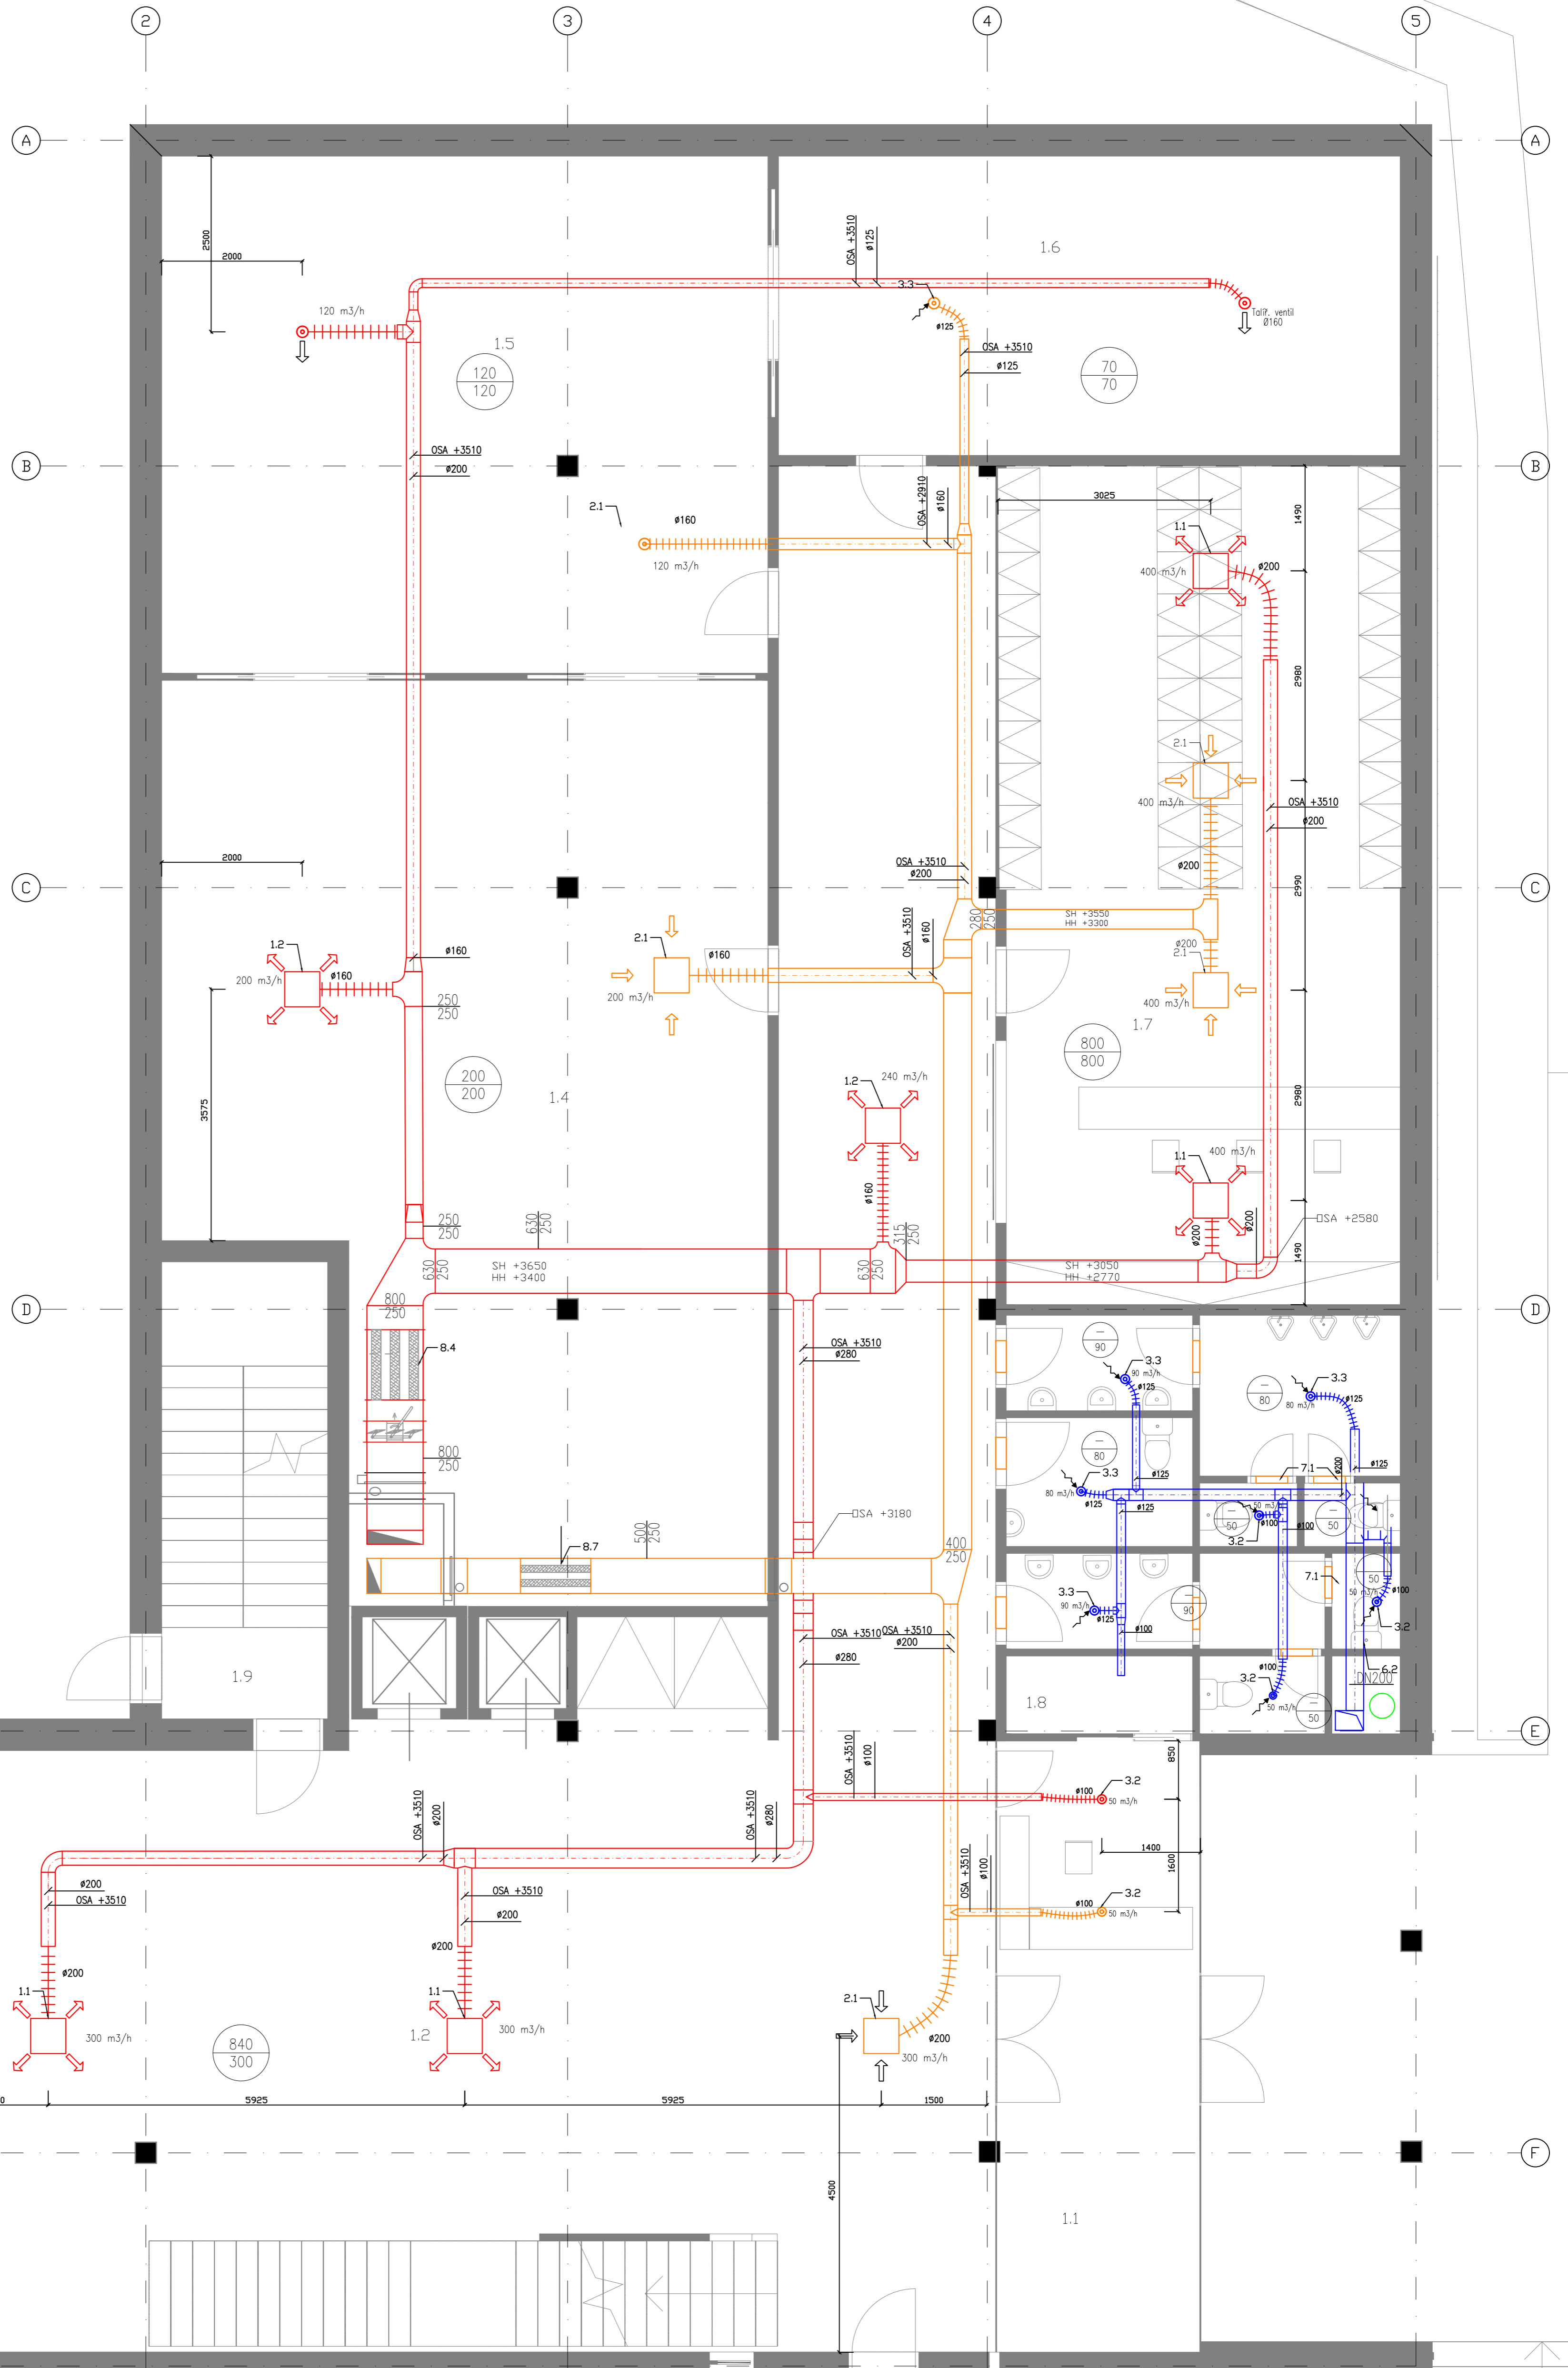 2
3
4
5
A
A
2500
2000
OSA +3510
ø125
1.6
3.3
120 m3/h
Talíř. ventil
Ø160
ø125
1.5
OSA +3510
ø125
120
120
70
70
OSA +3510
B
B
ø200
OSA +2910
ø160
3025
1490
2.1
ø160
1.1
120 m3/h
400 m3/h
ø200
2980
2.1
400 m3/h
OSA +3510
ø200
2000
OSA +3510
ø200
ø200
C
C
2990
280
250
SH +3550
HH +3300
OSA +3510
ø160
1.2
ø160
2.1
ø200
2.1
200 m3/h
ø160
ø160
200 m3/h
400 m3/h
250
250
1.7
800
800
200
200
1.4
1.2
240 m3/h
3575
2980
1.1
400 m3/h
ø160
250
250
630
250
315
250
ø200
ø200
OSA +2580
630
250
SH +3650
HH +3400
630
250
SH +3050
HH +2770
1490
800
250
D
D
8.4
OSA +3510
ø280
–
90
3.3
90 m3/h
ø125
3.3
80 m3/h
ø125
–
80
–
80
800
250
3.3
80 m3/h
ø125
ø125
7.1
ø200
ø125
ø125
50 m3/h
ø100
ø100
–
50
–
50
3.2
OSA +3180
500
250
8.7
400
250
7.1
50
50 m3/h
ø100
3.2
3.3
90 m3/h
ø125
–
90
OSA +3510
OSA +3510
ø200
ø280
ø100
6.2
DN200
1.9
3.2
ø100
50 m3/h
–
50
1.8
E
OSA +3510
ø100
850
3.2
ø100
50 m3/h
OSA +3510
ø200
OSA +3510
ø280
1400
1600
ø200
OSA +3510
OSA +3510
ø200
OSA +3510
ø100
3.2
ø100
50 m3/h
ø200
ø200
1.1
1.1
2.1
300 m3/h
1.2
300 m3/h
ø200
300 m3/h
840
300
0
5925
5925
1500
F
4500
1.1